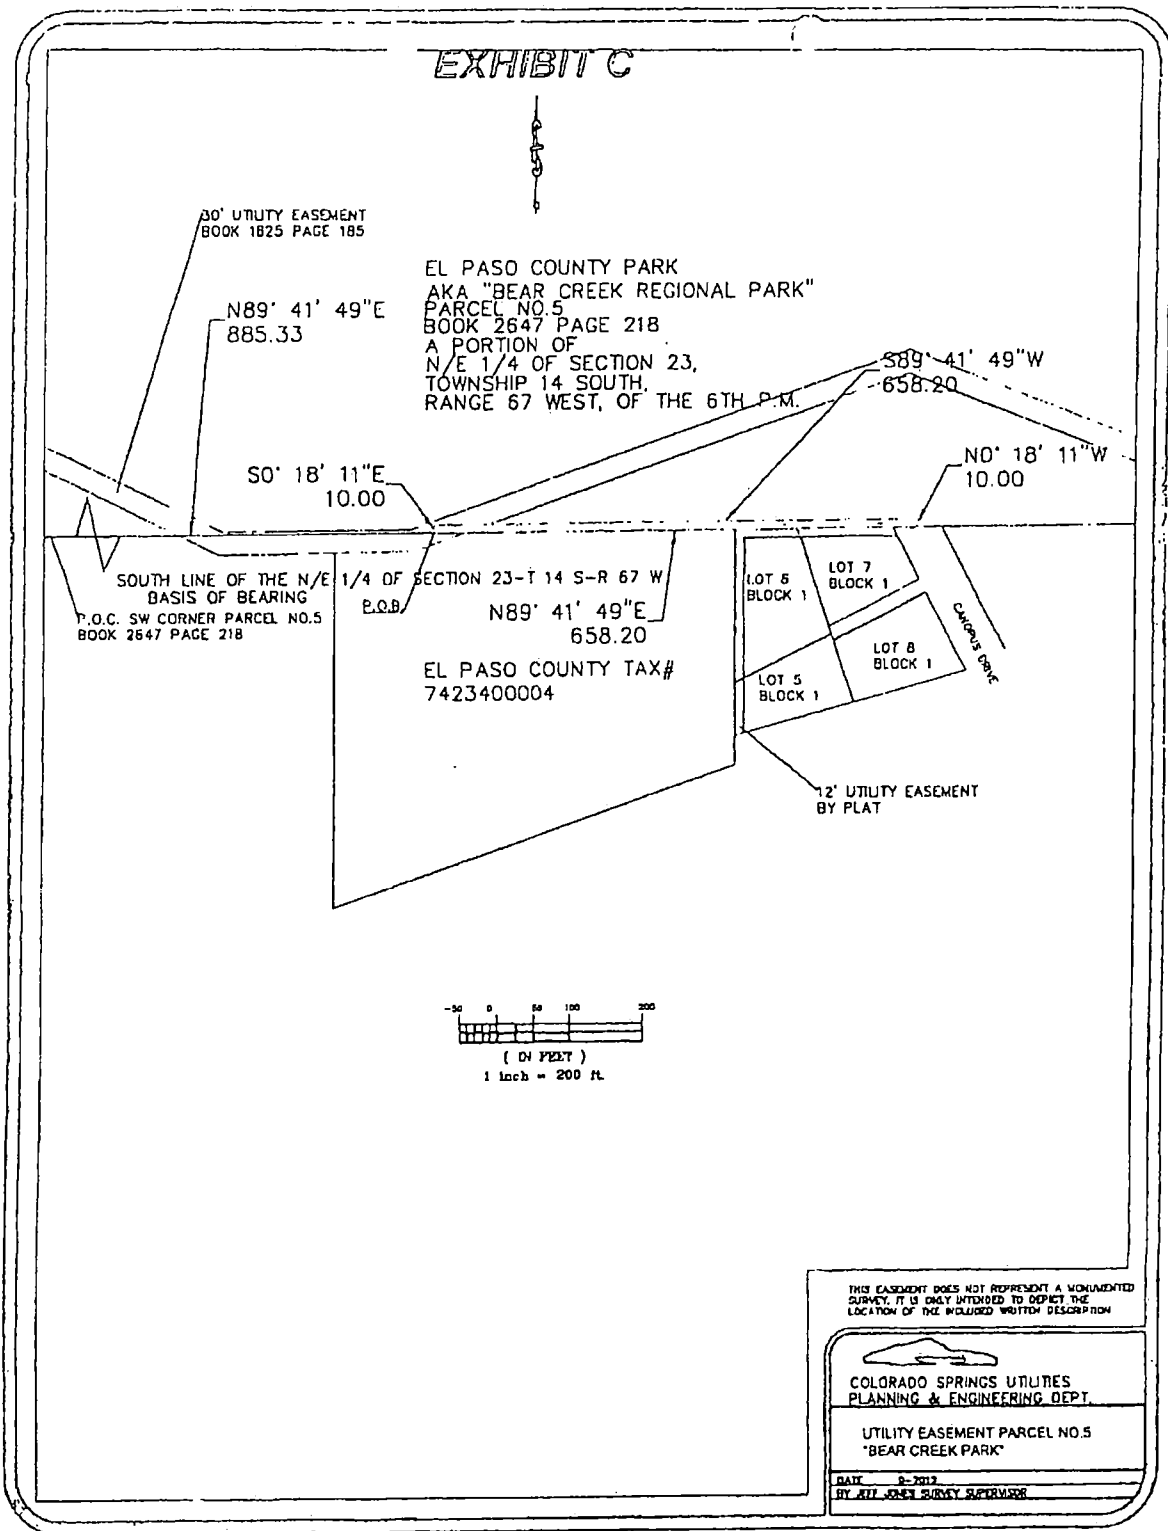 EXHIBIT C
30' UTILITY EASEMENT
BOOK 1825 PAGE 185
EL PASO COUNTY PARK
AKA "BEAR CREEK REGIONAL PARK"
PARCEL NO.5
BOOK 2647 PAGE 218
A PORTION OF
N/E 1/4 OF SECTION 23,
TOWNSHIP 14 SOUTH,
RANGE 67 WEST, OF THE 6TH P.M.
N89° 41' 49"E
885.33
S89° 41' 49"W
658.20
S0° 18' 11"E
10.00
N0° 18' 11"W
10.00
SOUTH LINE OF THE N/E 1/4 OF SECTION 23-T 14 S-R 67 W
BASIS OF BEARING
P.O.C. SW CORNER PARCEL NO.5
BOOK 2647 PAGE 218
P.O.B.
N89° 41' 49"E
658.20
EL PASO COUNTY TAX#
7423400004
LOT 6
BLOCK 1
LOT 7
BLOCK 1
LOT 8
BLOCK 1
LOT 5
BLOCK 1
CANOPUS DRIVE
12' UTILITY EASEMENT
BY PLAT
-50 0 50 100 200
( IN FEET )
1 inch = 200 ft.
THIS EASEMENT DOES NOT REPRESENT A MONUMENTED
SURVEY. IT IS ONLY INTENDED TO DEPICT THE
LOCATION OF THE INCLUDED WRITTEN DESCRIPTION
COLORADO SPRINGS UTILITIES
PLANNING & ENGINEERING DEPT.
UTILITY EASEMENT PARCEL NO.5
"BEAR CREEK PARK"
DATE
BY JEFF JONES SURVEY SUPERVISOR